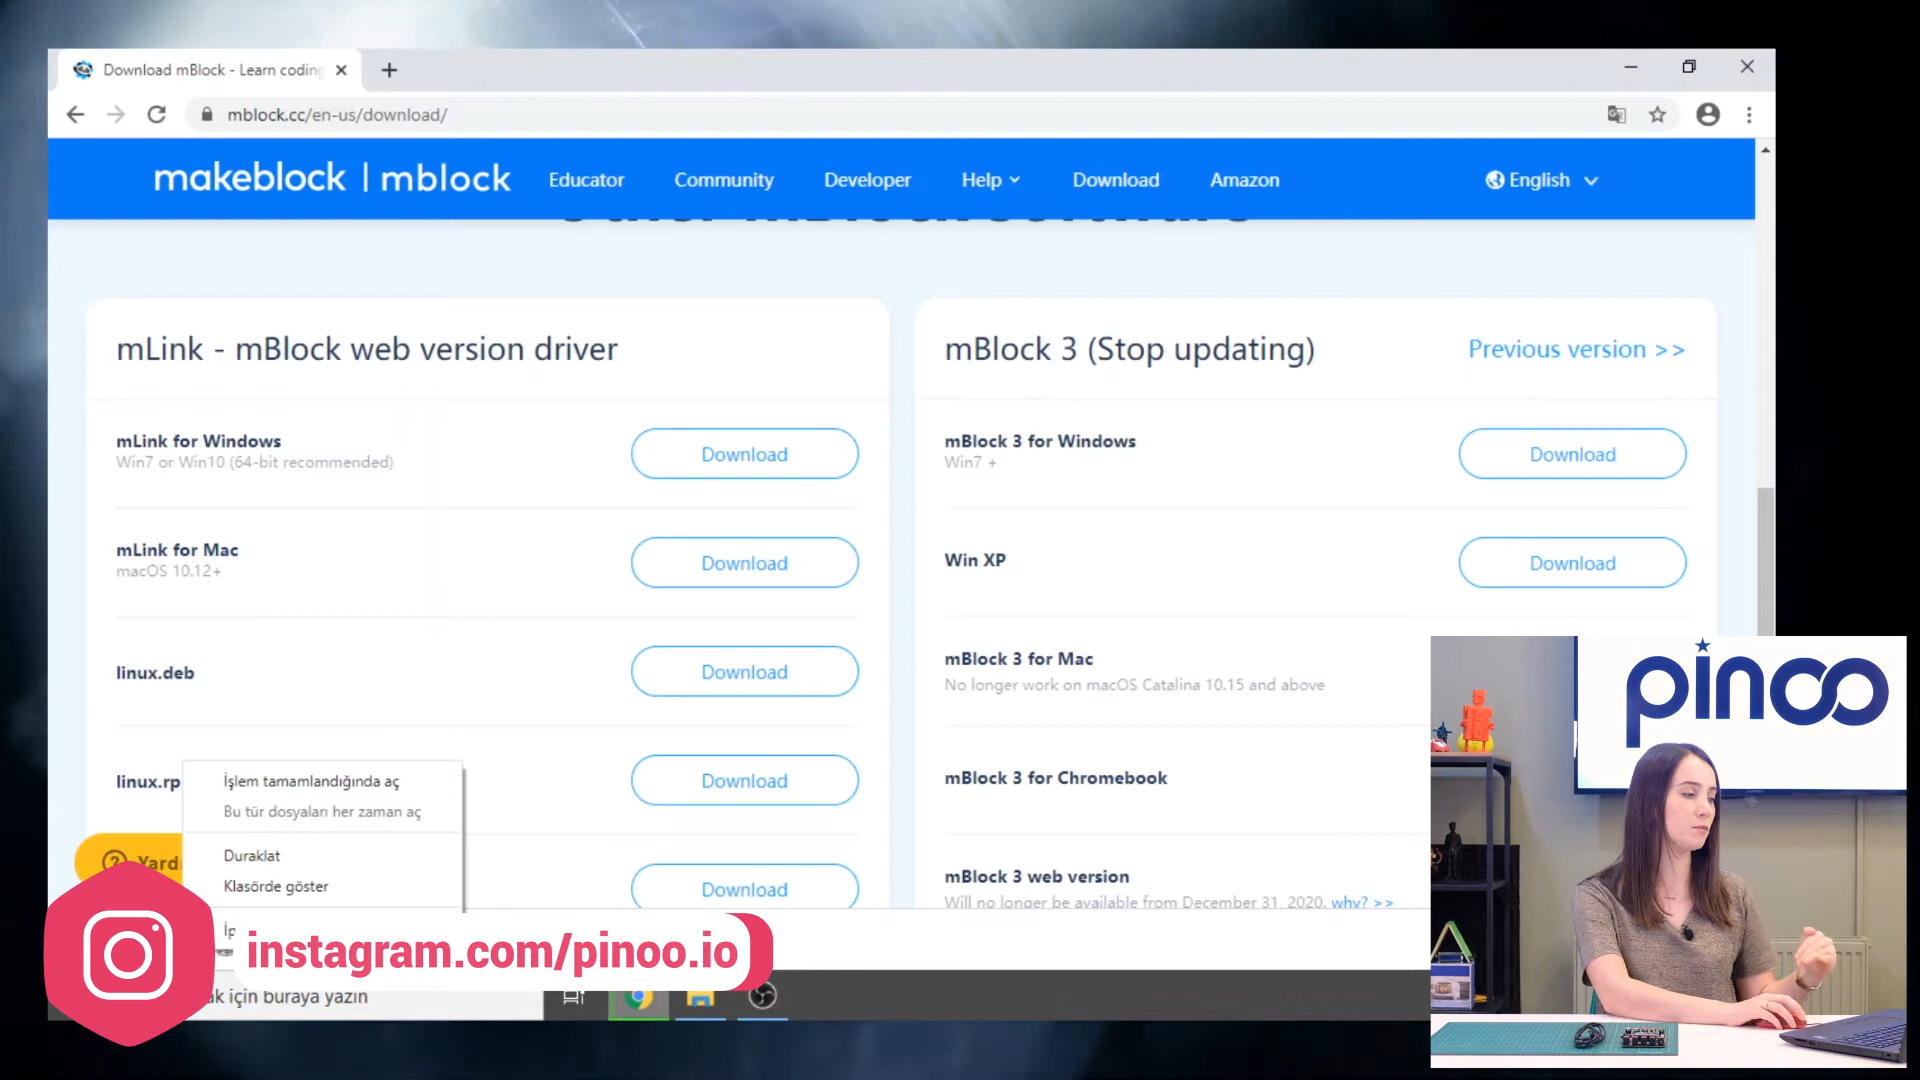 Download mBlock - Learn coding
mblock.cc/en-us/download/
makeblock | mblock
Educator
Community
Developer
Help
Download
Amazon
English
mLink - mBlock web version driver
mLink for Windows
Win7 or Win10 (64-bit recommended)
Download
mLink for Mac
macOS 10.12+
Download
linux.deb
Download
linux.rp
Download
Download
mBlock 3 (Stop updating)
Previous version >>
mBlock 3 for Windows
Win7 +
Download
Win XP
Download
mBlock 3 for Mac
No longer work on macOS Catalina 10.15 and above
mBlock 3 for Chromebook
mBlock 3 web version
Will no longer be available from December 31, 2020, why? >>
İşlem tamamlandığında aç
Bu tür dosyaları her zaman aç
Duraklat
Klasörde göster
Yard
instagram.com/pinoo.io
için buraya yazın
pinoo